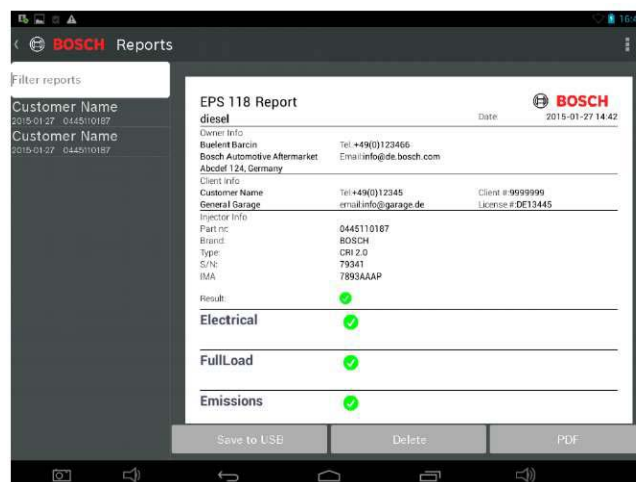 16:4
BOSCH Reports
Filter reports
Customer Name
2015-01-27 0445110187
Customer Name
2015-01-27 0445110187
EPS 118 Report
BOSCH
diesel
Date 2015-01-27 14:42
Owner Info
Buelent Barcin Tel.:+49(0)123466
Bosch Automotive Aftermarket Email:info@de.bosch.com
Abcdef 124, Germany
Client Info
Customer Name Tel:+49(0)12345 Client #:9999999
General Garage email:info@garage.de License #:DE13445
Injector Info
Part nr: 0445110187
Brand: BOSCH
Type: CRI 2.0
S/N: 79341
IMA 7893AAAP
Result:
Electrical
FullLoad
Emissions
Save to USB Delete PDF